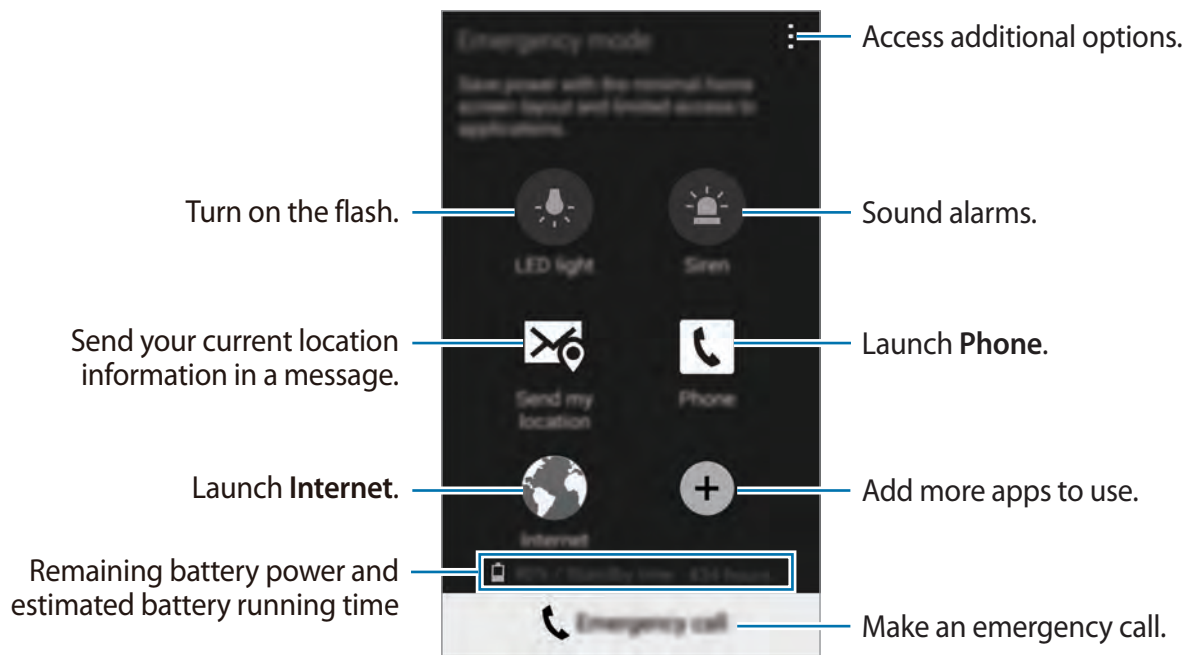 Emergency mode
Access additional options.
Save power with the minimal home
screen layout and limited access to
applications.
Turn on the flash.
Sound alarms.
LED light
Siren
Send your current location
information in a message.
Launch Phone.
Send my
location
Phone
Launch Internet.
Add more apps to use.
Internet
Remaining battery power and
estimated battery running time
Standby time
Emergency call
Make an emergency call.